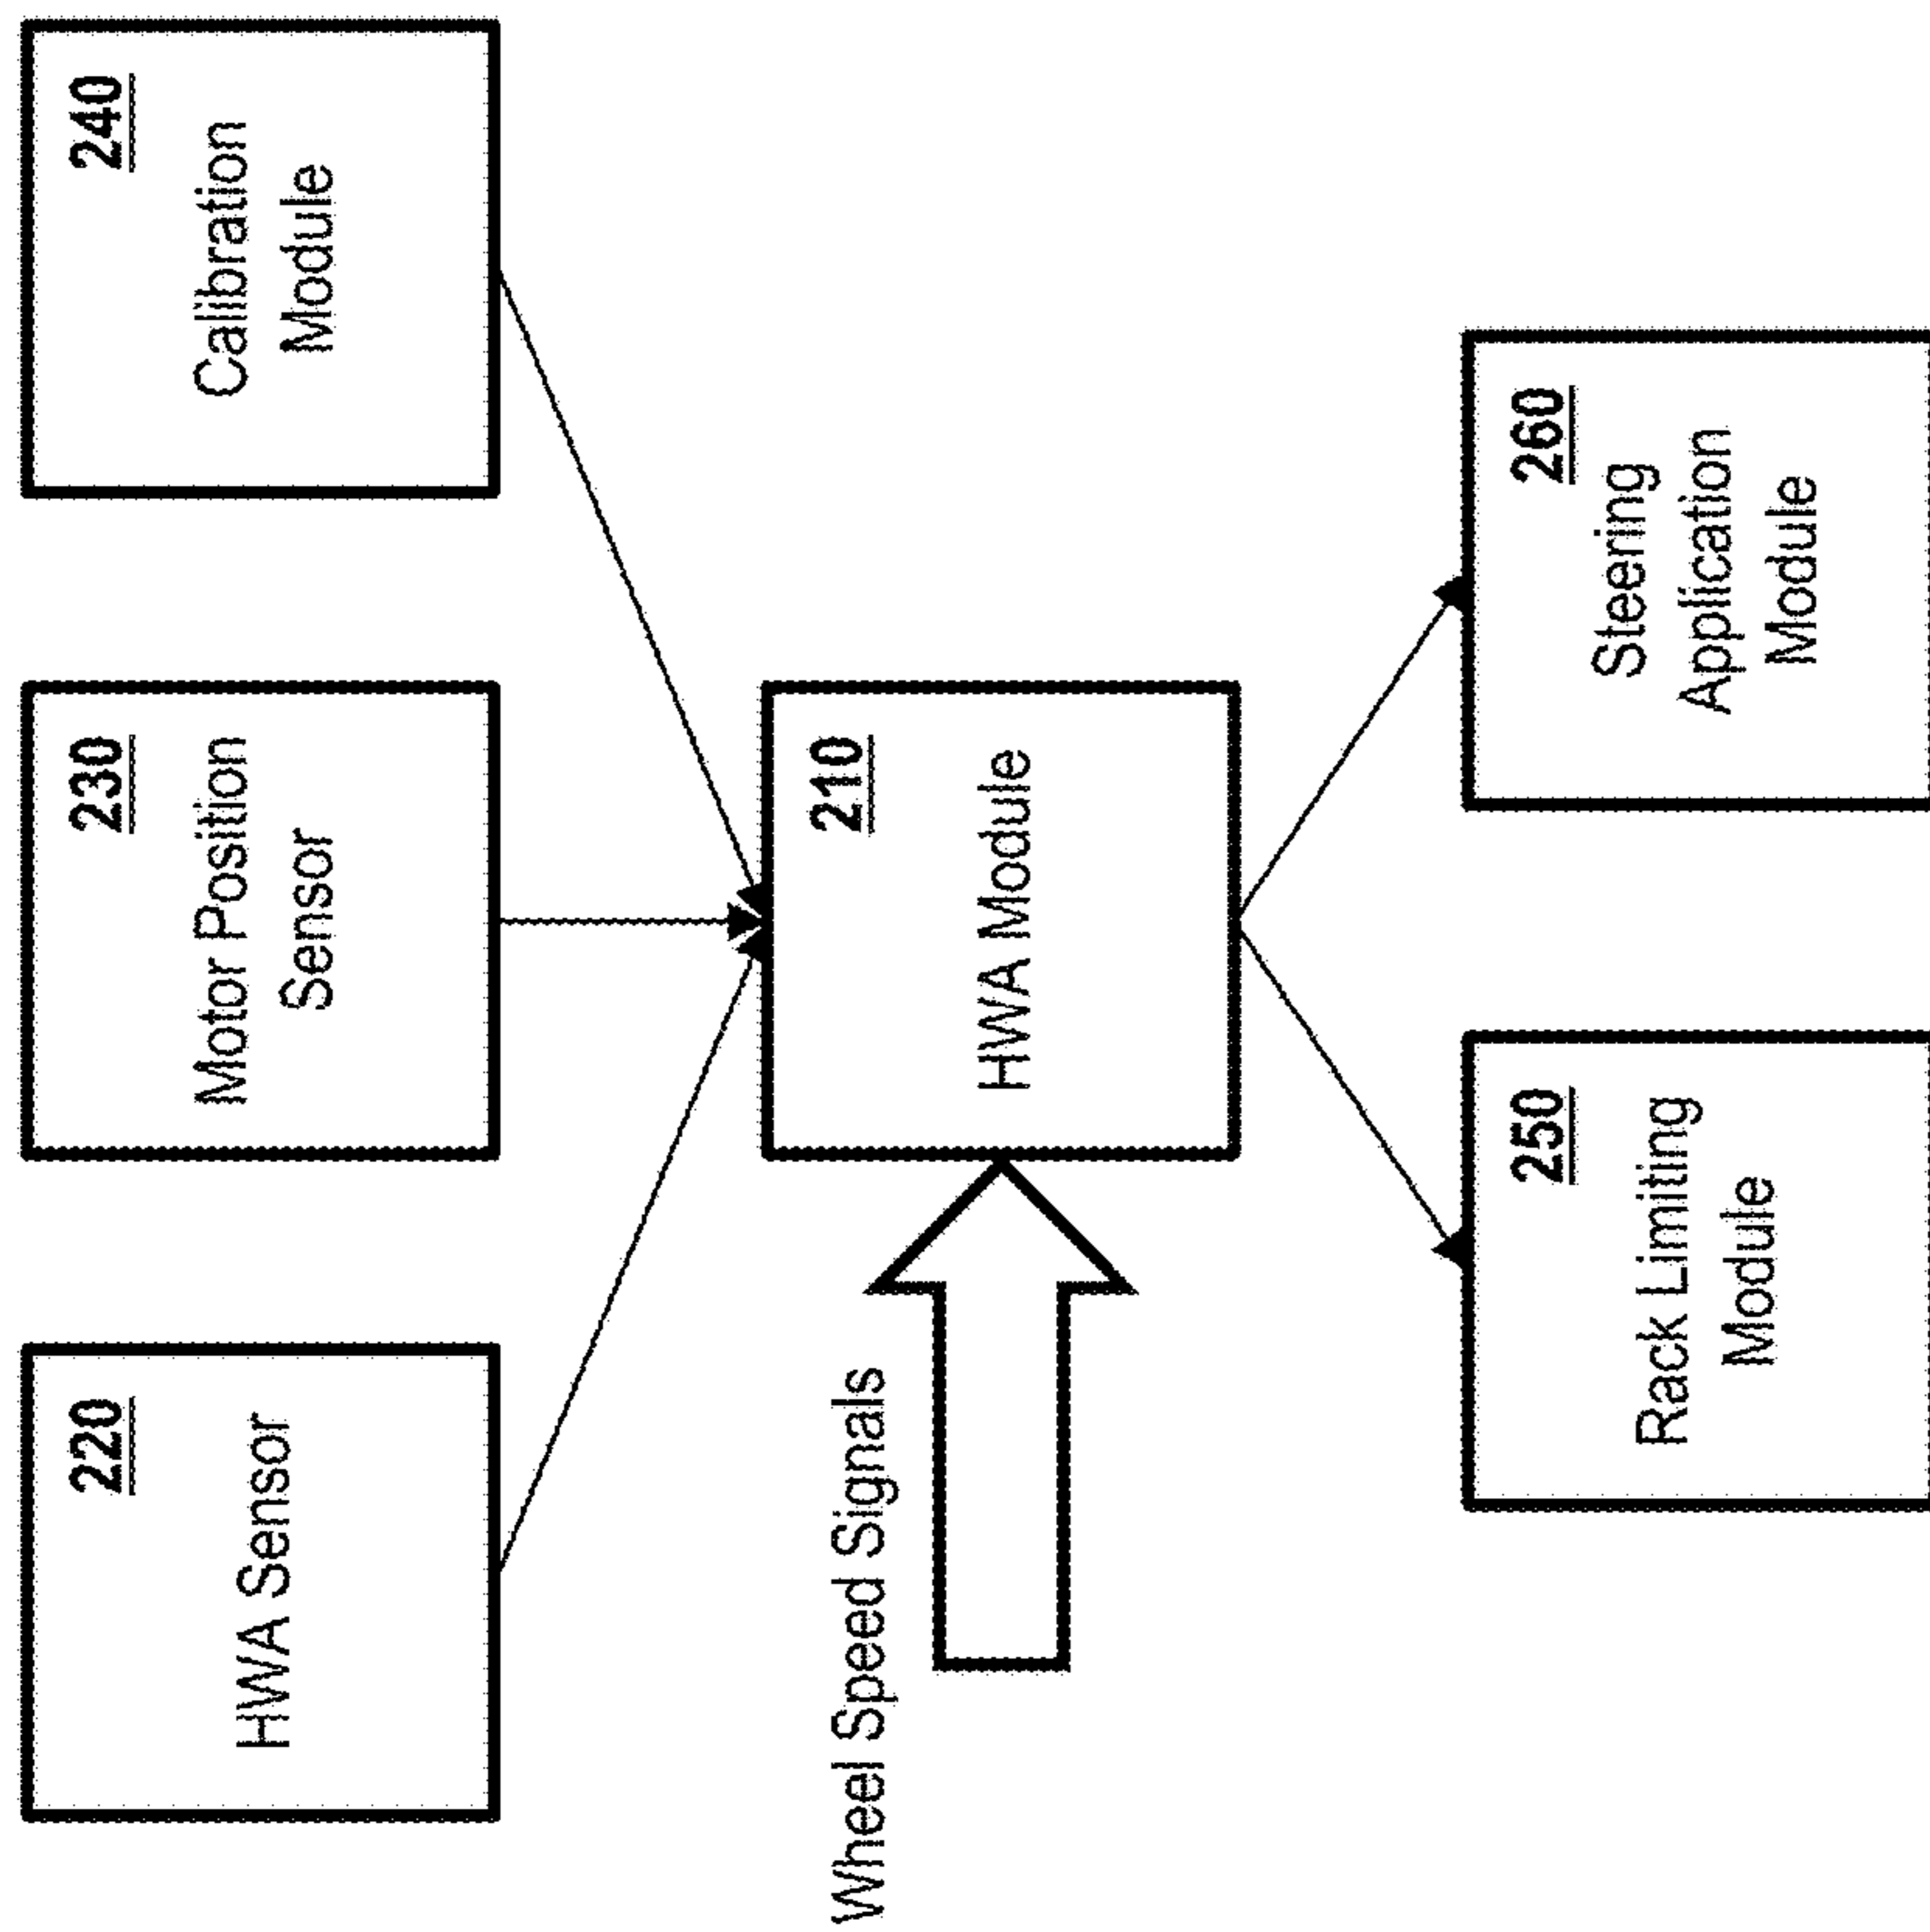 220
HWA Sensor
230
Motor Position
Sensor
240
Calibration
Module
Wheel Speed Signals
210
HWA Module
250
Rack Limiting
Module
260
Steering
Application
Module